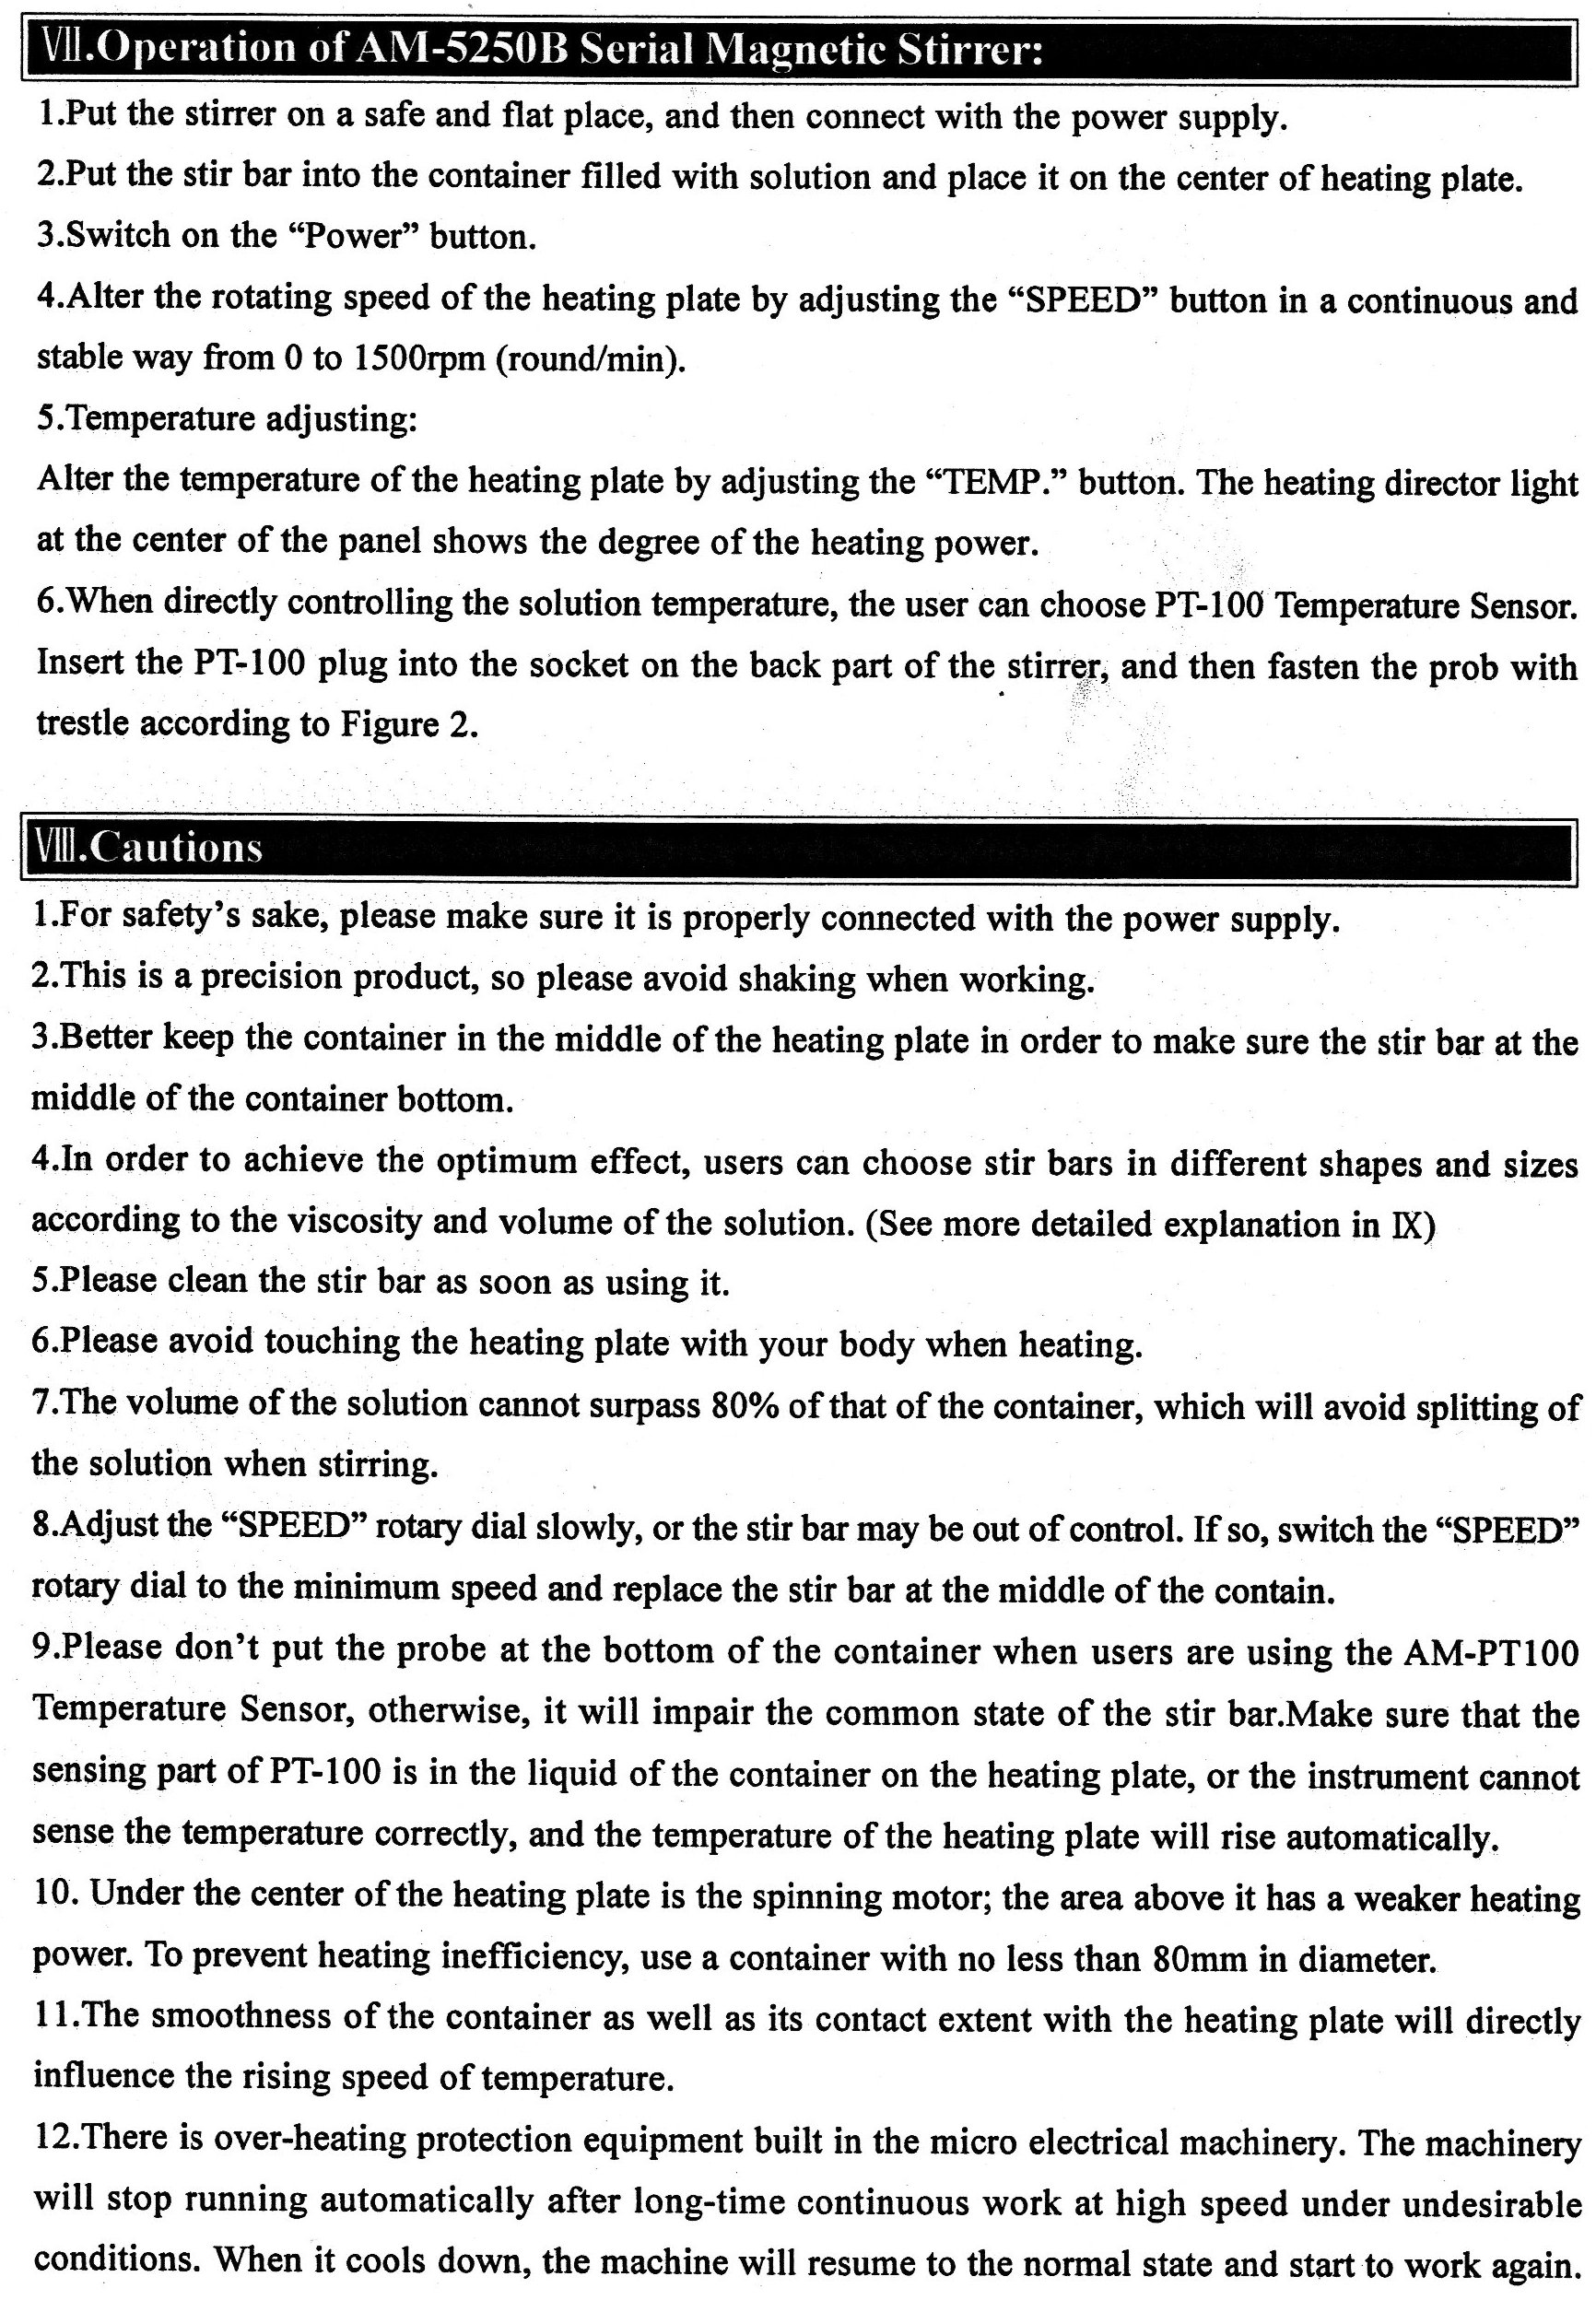 Ⅶ.Operation of AM-5250B Serial Magnetic Stirrer:
1.Put the stirrer on a safe and flat place, and then connect with the power supply.
2.Put the stir bar into the container filled with solution and place it on the center of heating plate.
3.Switch on the “Power” button.
4.Alter the rotating speed of the heating plate by adjusting the “SPEED” button in a continuous and
stable way from 0 to 1500rpm (round/min).
5.Temperature adjusting:
Alter the temperature of the heating plate by adjusting the “TEMP.” button. The heating director light
at the center of the panel shows the degree of the heating power.
6.When directly controlling the solution temperature, the user can choose PT-100 Temperature Sensor.
Insert the PT-100 plug into the socket on the back part of the stirrer, and then fasten the prob with
trestle according to Figure 2.
Ⅷ.Cautions
1.For safety’s sake, please make sure it is properly connected with the power supply.
2.This is a precision product, so please avoid shaking when working.
3.Better keep the container in the middle of the heating plate in order to make sure the stir bar at the
middle of the container bottom.
4.In order to achieve the optimum effect, users can choose stir bars in different shapes and sizes
according to the viscosity and volume of the solution. (See more detailed explanation in Ⅸ)
5.Please clean the stir bar as soon as using it.
6.Please avoid touching the heating plate with your body when heating.
7.The volume of the solution cannot surpass 80% of that of the container, which will avoid splitting of
the solution when stirring.
8.Adjust the “SPEED” rotary dial slowly, or the stir bar may be out of control. If so, switch the “SPEED”
rotary dial to the minimum speed and replace the stir bar at the middle of the contain.
9.Please don’t put the probe at the bottom of the container when users are using the AM-PT100
Temperature Sensor, otherwise, it will impair the common state of the stir bar.Make sure that the
sensing part of PT-100 is in the liquid of the container on the heating plate, or the instrument cannot
sense the temperature correctly, and the temperature of the heating plate will rise automatically.
10. Under the center of the heating plate is the spinning motor; the area above it has a weaker heating
power. To prevent heating inefficiency, use a container with no less than 80mm in diameter.
11.The smoothness of the container as well as its contact extent with the heating plate will directly
influence the rising speed of temperature.
12.There is over-heating protection equipment built in the micro electrical machinery. The machinery
will stop running automatically after long-time continuous work at high speed under undesirable
conditions. When it cools down, the machine will resume to the normal state and start to work again.